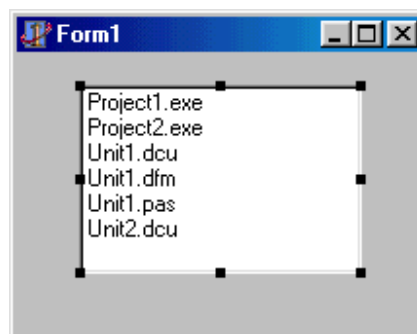 Form1
Project1.exe
Project2.exe
Unit1.dcu
Unit1.dfm
Unit1.pas
Unit2.dcu